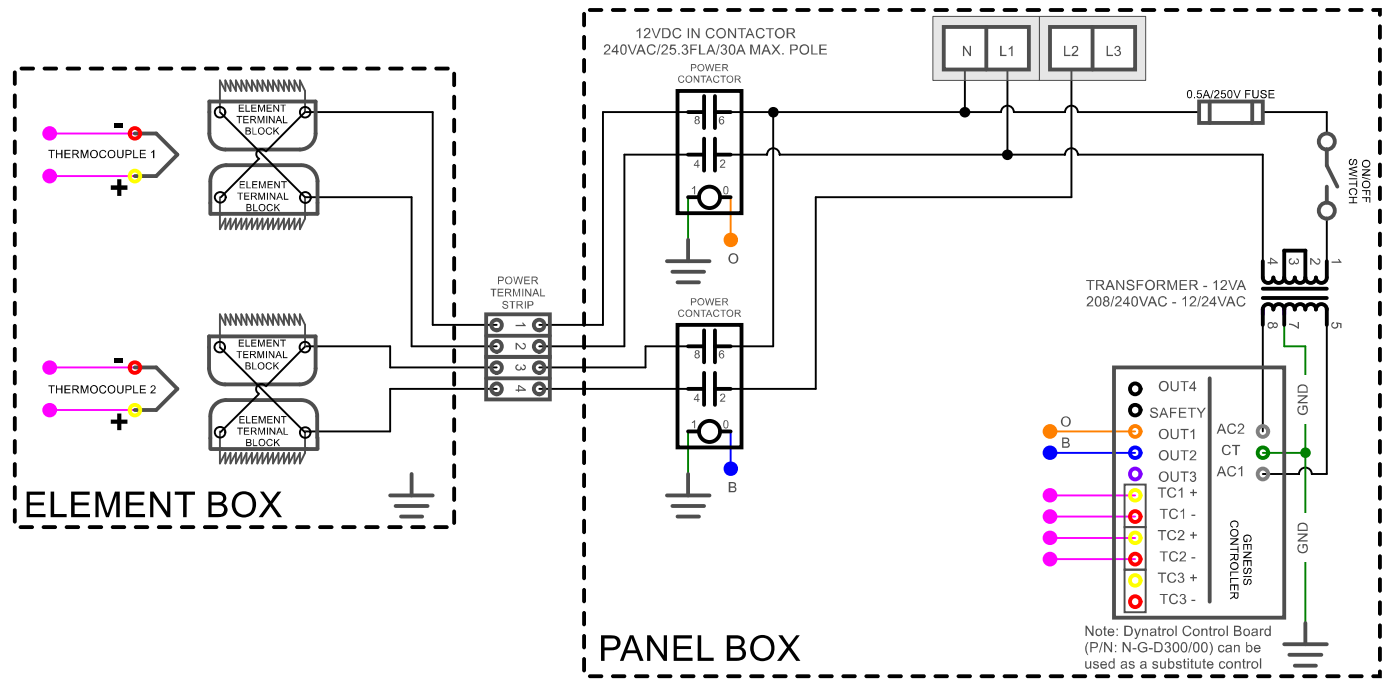 12VDC IN CONTACTOR
240VAC/25.3FLA/30A MAX. POLE
POWER
CONTACTOR
8
6
4
2
1
0
O
N
L1
L2
L3
0.5A/250V FUSE
ON/OFF
SWITCH
4
3
2
1
TRANSFORMER - 12VA
208/240VAC - 12/24VAC
8
7
5
GND
GND
ELEMENT
TERMINAL
BLOCK
ELEMENT
TERMINAL
BLOCK
-
THERMOCOUPLE 1
+
POWER
TERMINAL
STRIP
1
2
3
4
POWER
CONTACTOR
8
6
4
2
1
0
B
ELEMENT
TERMINAL
BLOCK
ELEMENT
TERMINAL
BLOCK
-
THERMOCOUPLE 2
+
ELEMENT BOX
O
B
OUT4
SAFETY
OUT1
OUT2
OUT3
TC1 +
TC1 -
TC2 +
TC2 -
TC3 +
TC3 -
AC2
CT
AC1
GENESIS
CONTROLLER
PANEL BOX
Note: Dynatrol Control Board
(P/N: N-G-D300/00) can be
used as a substitute control